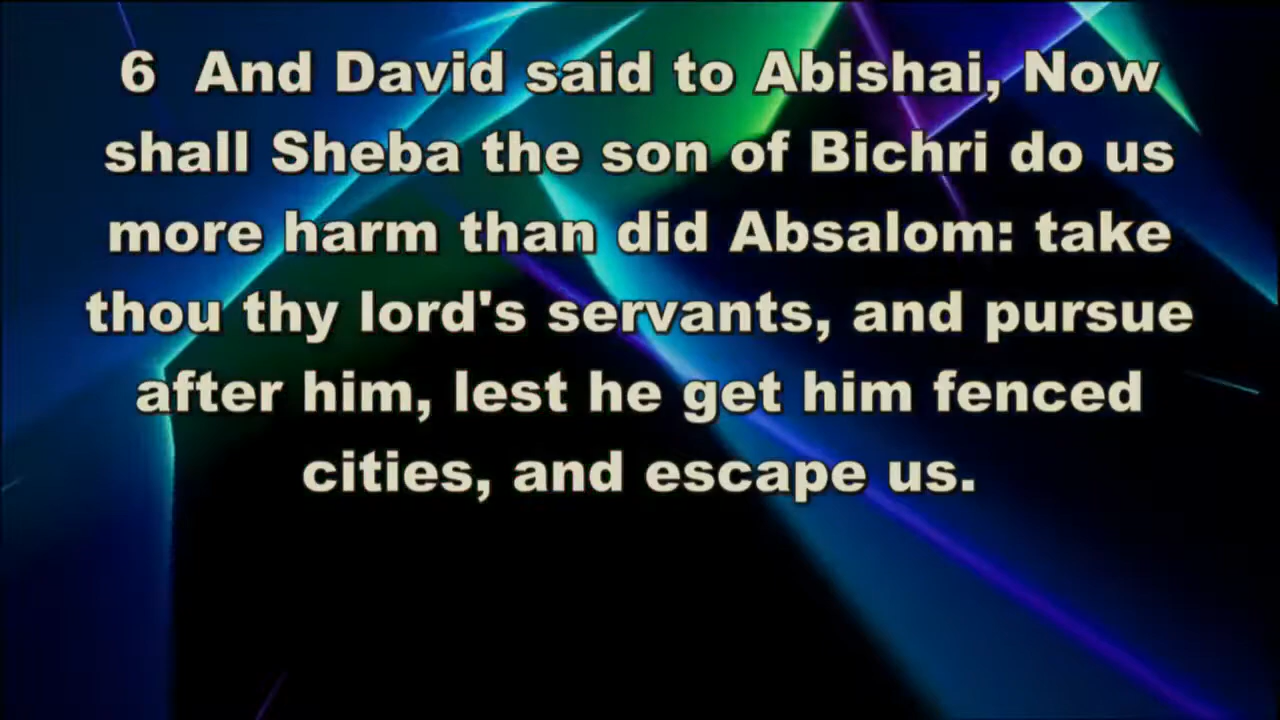 6  And David said to Abishai, Now
shall Sheba the son of Bichri do us
more harm than did Absalom: take
thou thy lord's servants, and pursue
after him, lest he get him fenced
cities, and escape us.